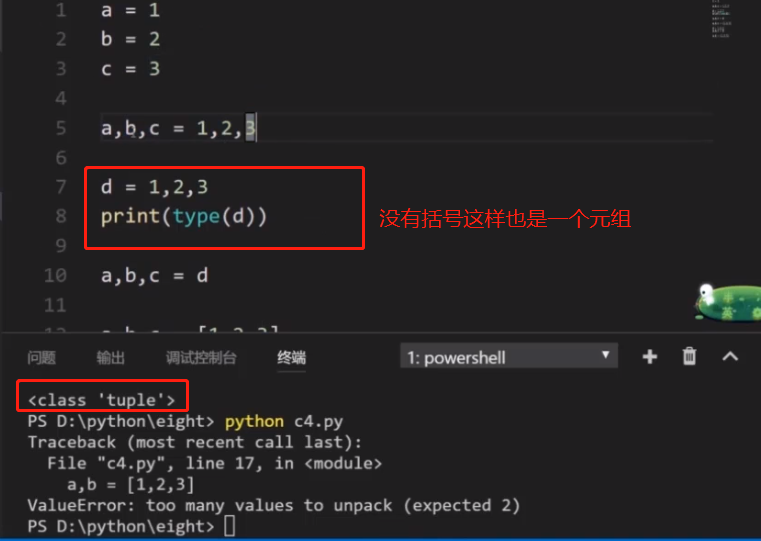 1 a = 1
2 b = 2
3 c = 3
4
5 a,b,c = 1,2,3
6
7 d = 1,2,3
8 print(type(d))
没有括号这样也是一个元组
9
10 a,b,c = d
11
问题 输出 调试控制台 终端 1: powershell
<class 'tuple'>
PS D:\python\eight> python c4.py
Traceback (most recent call last):
  File "c4.py", line 17, in <module>
    a,b = [1,2,3]
ValueError: too many values to unpack (expected 2)
PS D:\python\eight>